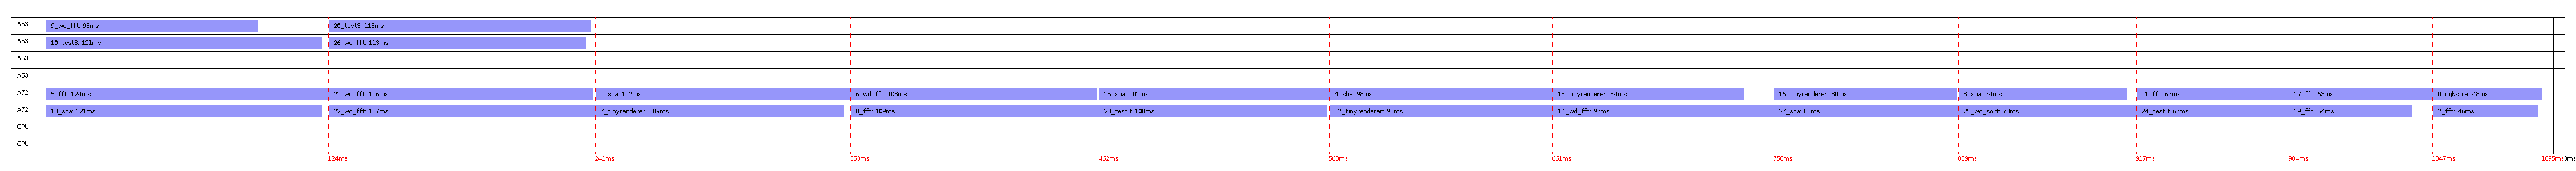 A53 9_wd_fft: 93ms 20_test3: 115ms
A53 10_test3: 121ms 26_wd_fft: 113ms
A53
A53
A72 5_fft: 124ms 21_wd_fft: 116ms 1_sha: 112ms 6_wd_fft: 108ms 15_sha: 101ms 4_sha: 98ms 13_tinyrenderer: 84ms 16_tinyrenderer: 80ms 3_sha: 74ms 11_fft: 67ms 17_fft: 63ms 0_dijkstra: 48ms
A72 18_sha: 121ms 22_wd_fft: 117ms 7_tinyrenderer: 109ms 8_fft: 109ms 23_test3: 100ms 12_tinyrenderer: 98ms 14_wd_fft: 97ms 27_sha: 81ms 25_wd_sort: 78ms 24_test3: 67ms 19_fft: 54ms 2_fft: 46ms
GPU
GPU
124ms 241ms 353ms 462ms 563ms 661ms 758ms 839ms 917ms 984ms 1047ms 1095ms